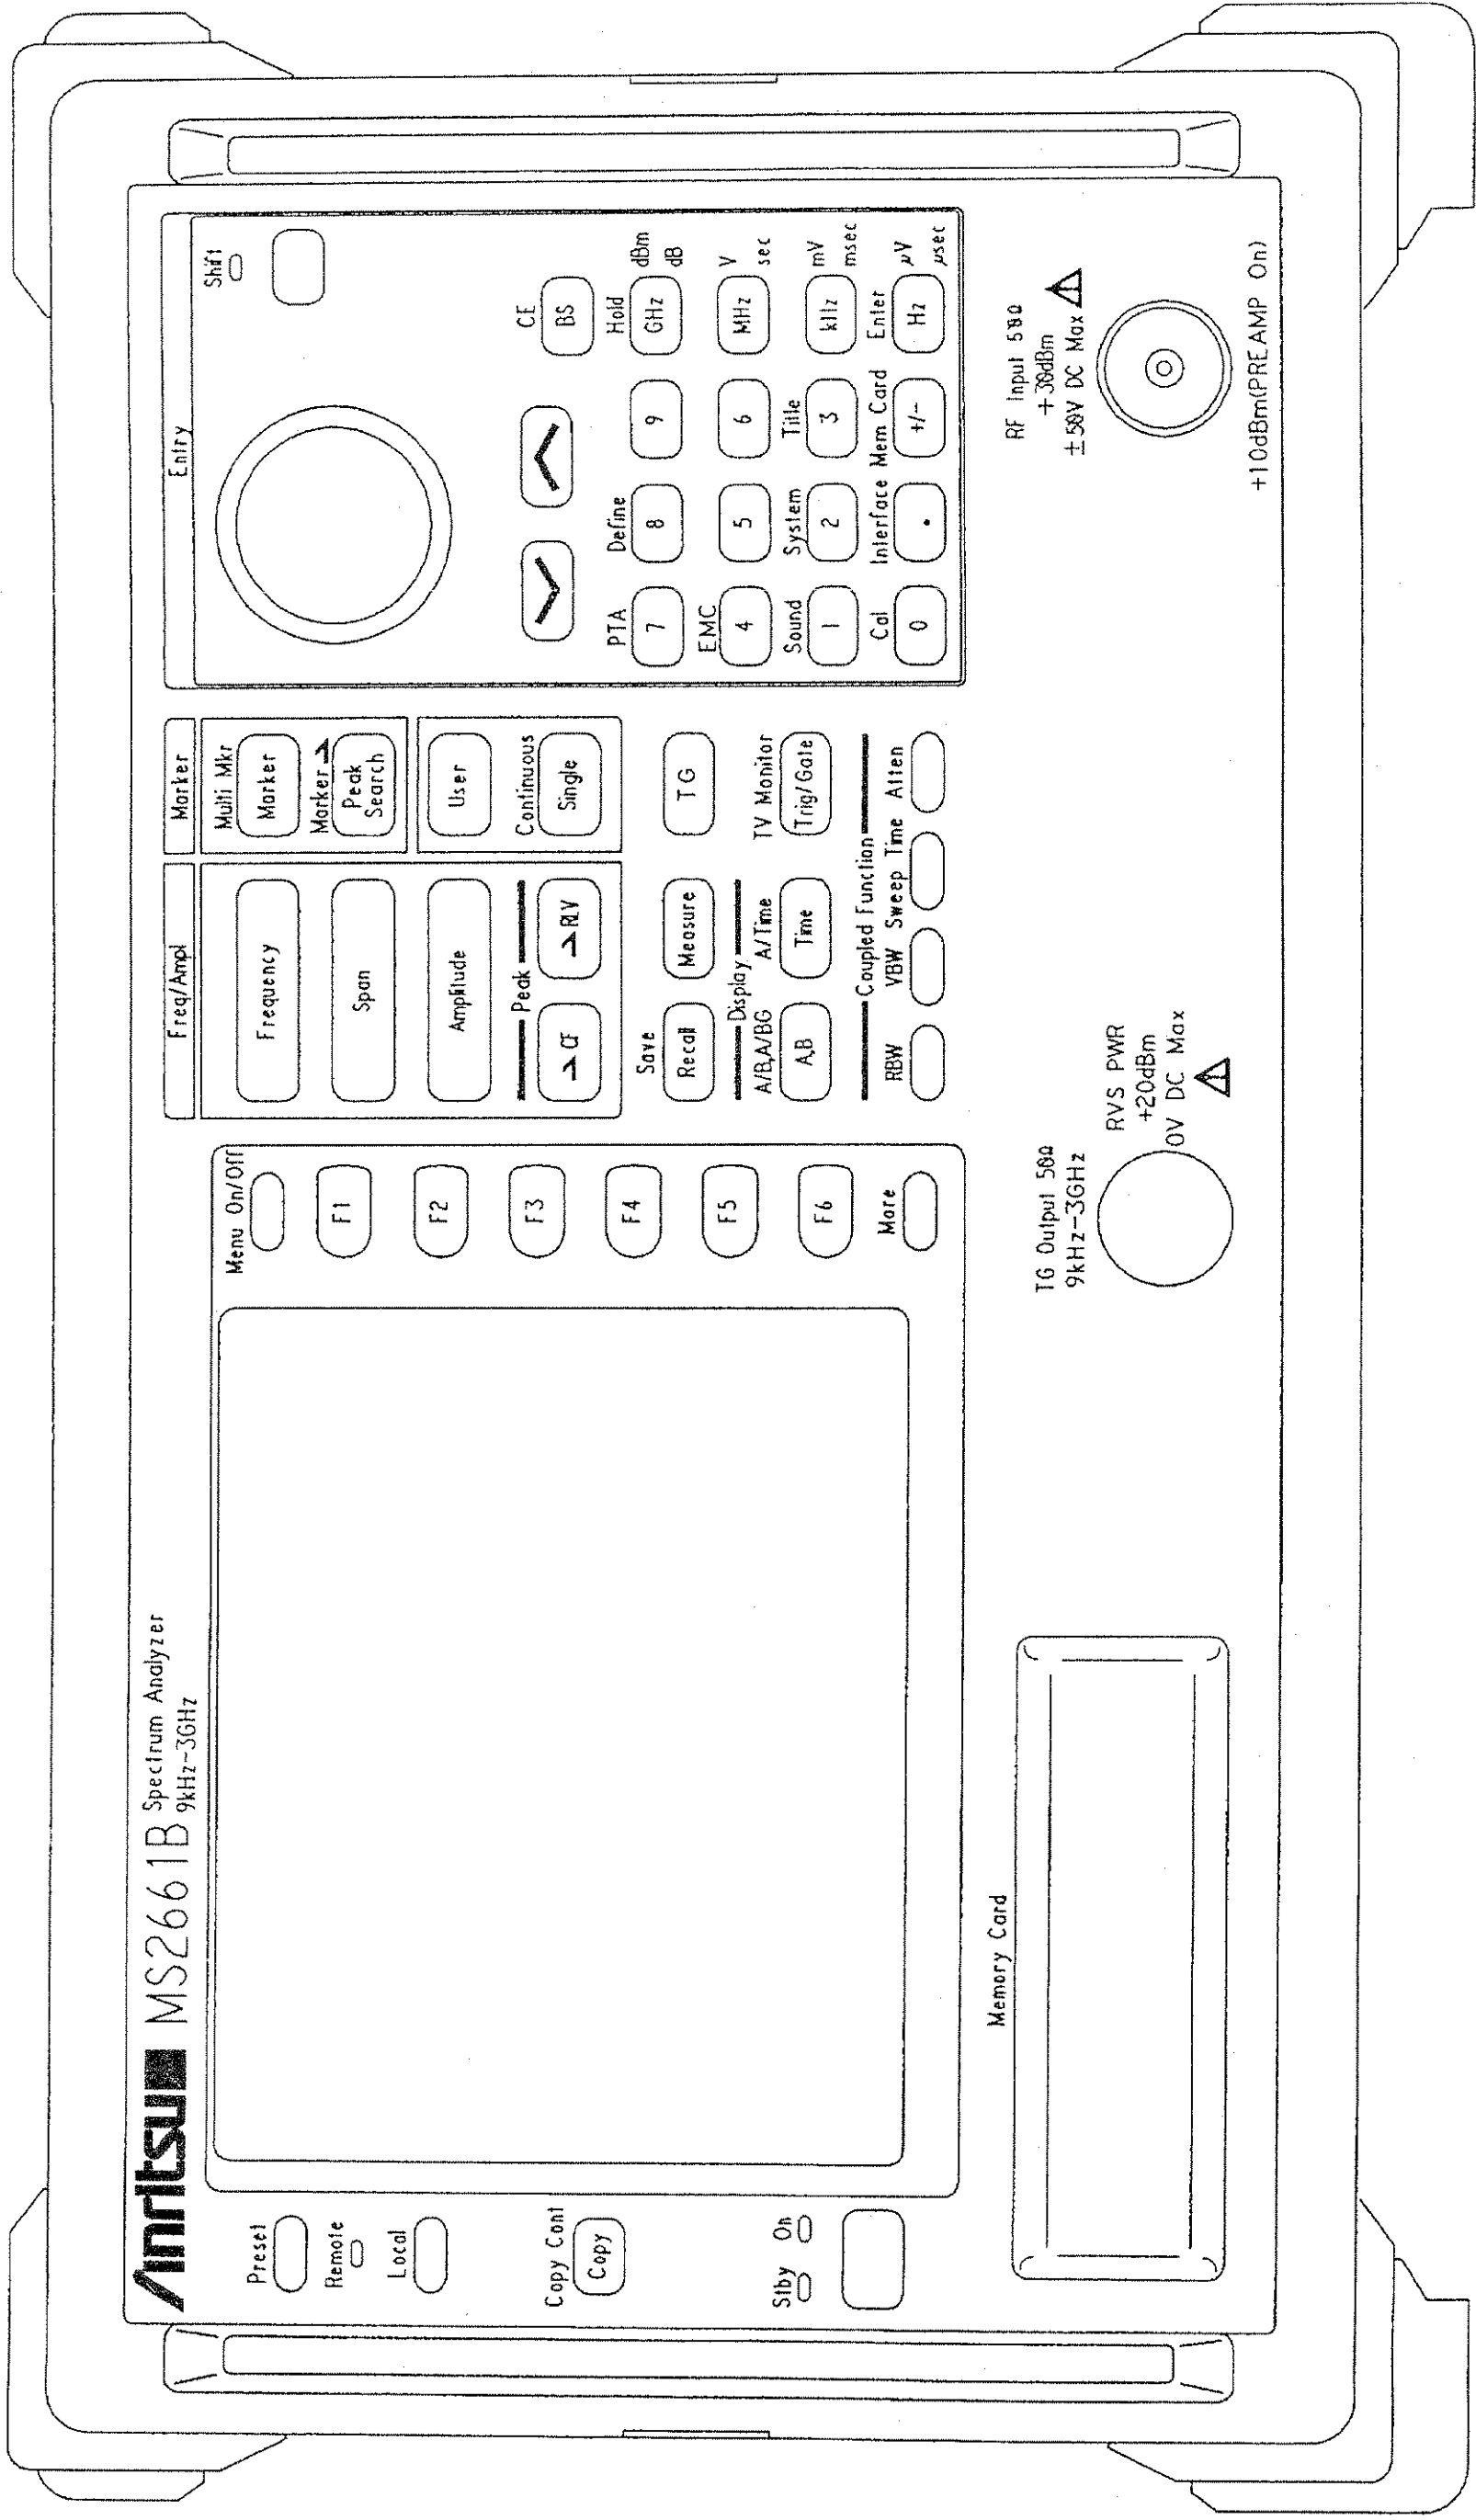 Anritsu MS2661B Spectrum Analyzer
9kHz-3GHz
Preset
Remote
Local
Copy Cont
Copy
Stby On
Menu On/Off
F1
F2
F3
F4
F5
F6
More
Freq/Ampl
Frequency
Span
Amplitude
Peak
→CF →RLV
Save
Recall Measure
Display
A/B,A/BG A/Time
A,B Time
Marker
Multi Mkr
Marker
Marker→
Peak
Search
User
Continuous
Single
TG
TV Monitor
Trig/Gate
Coupled Function
RBW VBW Sweep Time Atten
Entry
Shift
CE
BS
PTA Define Hold
7 8 9 GHz dBm
dB
EMC
4 5 6 MHz V
sec
Sound System Title
1 2 3 kHz mV
msec
Cal Interface Mem Card Enter
0 . +/- Hz µV
µsec
Memory Card
TG Output 50Ω
9kHz-3GHz
RVS PWR
+20dBm
0V DC Max
RF Input 50Ω
+30dBm
±50V DC Max
+10dBm(PREAMP On)